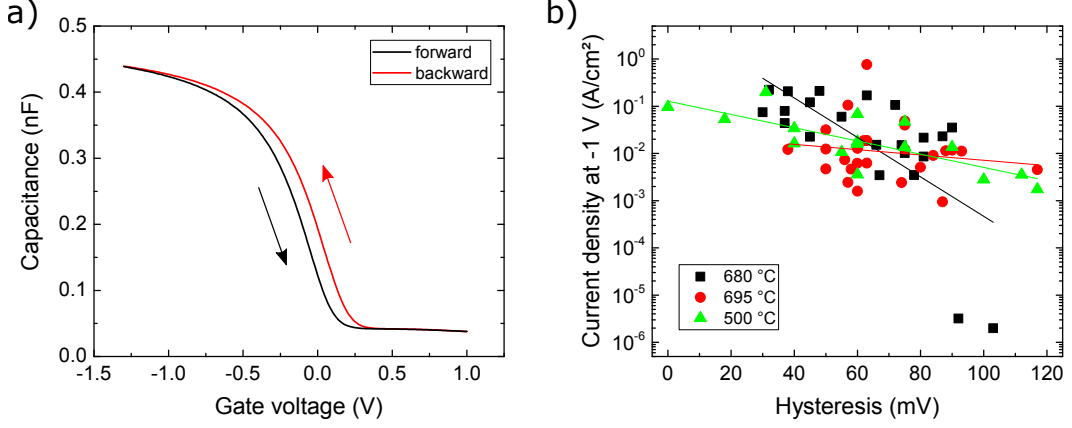 a)
0.5
0.4
0.3
0.2
0.1
0.0
-1.5
-1.0
-0.5
0.0
0.5
1.0
Capacitance (nF)
Gate voltage (V)
forward
backward
b)
10⁰
10⁻¹
10⁻²
10⁻³
10⁻⁴
10⁻⁵
10⁻⁶
0
20
40
60
80
100
120
Current density at -1 V (A/cm²)
Hysteresis (mV)
680 °C
695 °C
500 °C